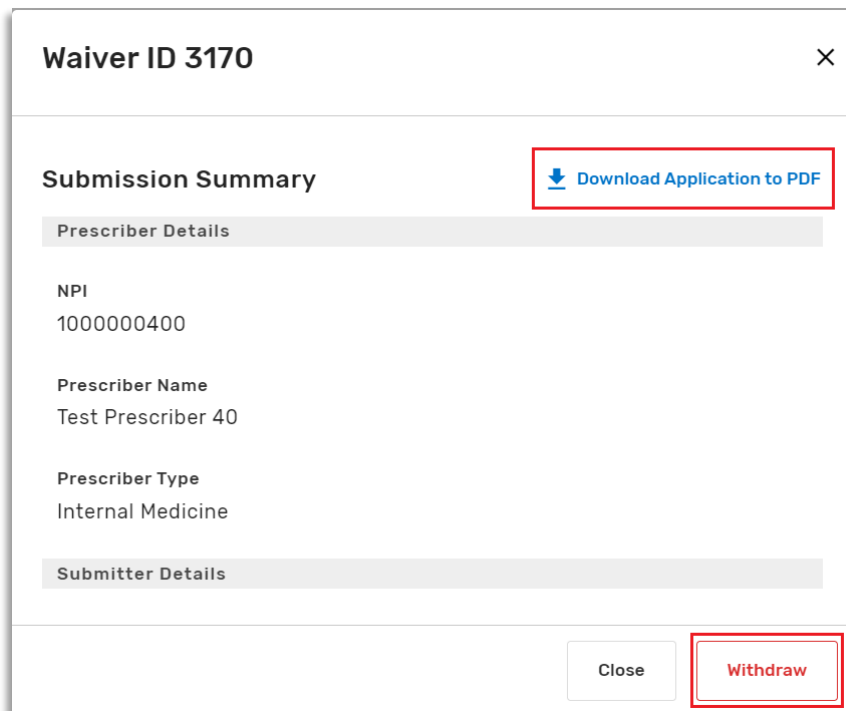 Waiver ID 3170
Submission Summary
Download Application to PDF
Prescriber Details
NPI
1000000400
Prescriber Name
Test Prescriber 40
Prescriber Type
Internal Medicine
Submitter Details
Close
Withdraw